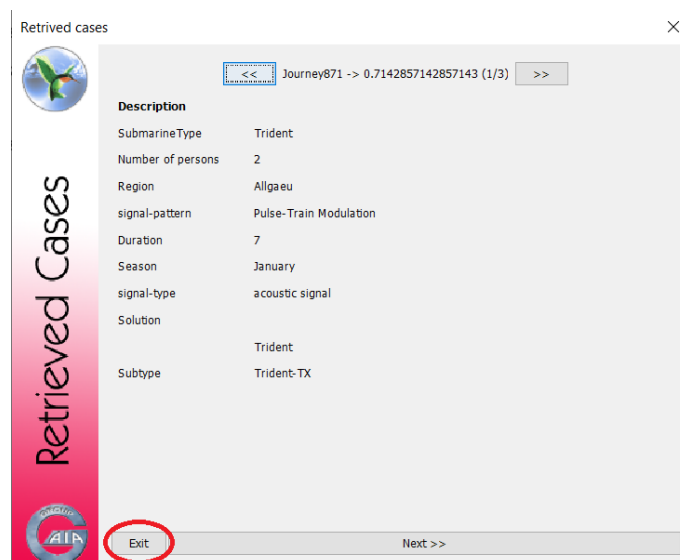 Retrived cases
<< Journey871 -> 0.7142857142857143 (1/3) >>
Description
SubmarineType Trident
Number of persons 2
Region Allgaeu
signal-pattern Pulse-Train Modulation
Duration 7
Season January
signal-type acoustic signal
Solution
Trident
Subtype Trident-TX
Retrieved Cases
GAIA
Exit Next >>